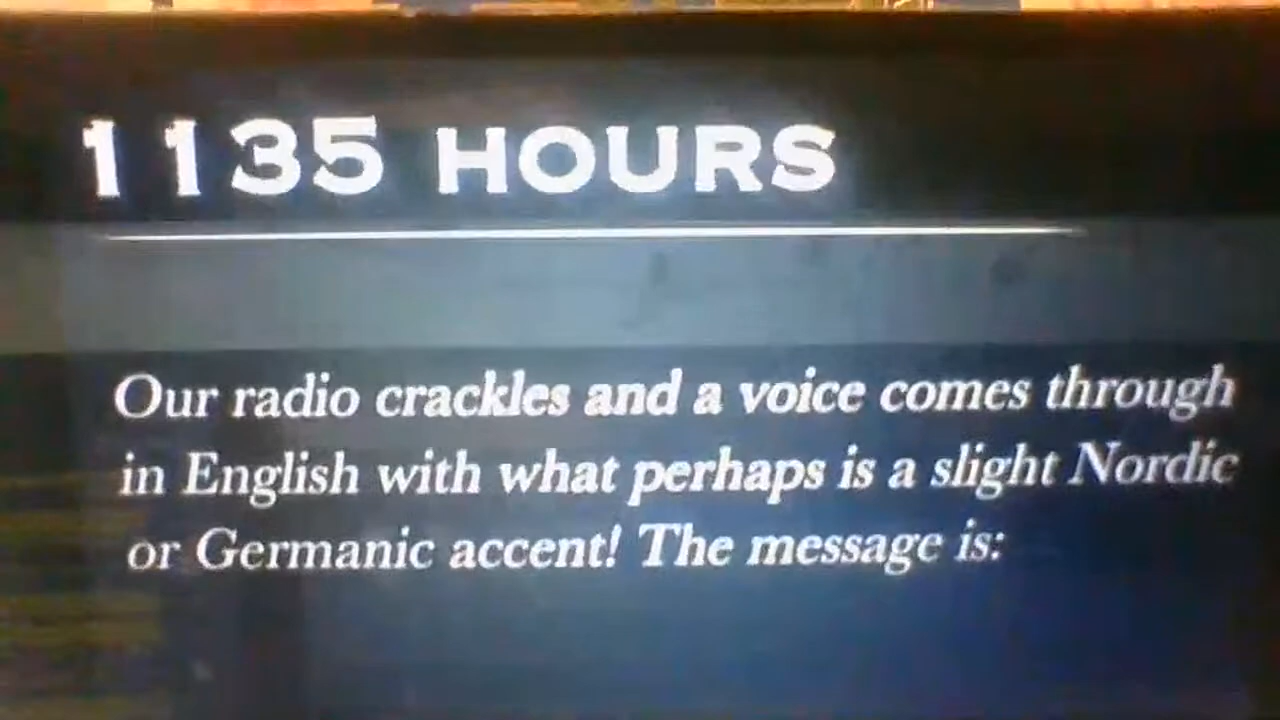 1135 HOURS
Our radio crackles and a voice comes through
in English with what perhaps is a slight Nordic
or Germanic accent! The message is: